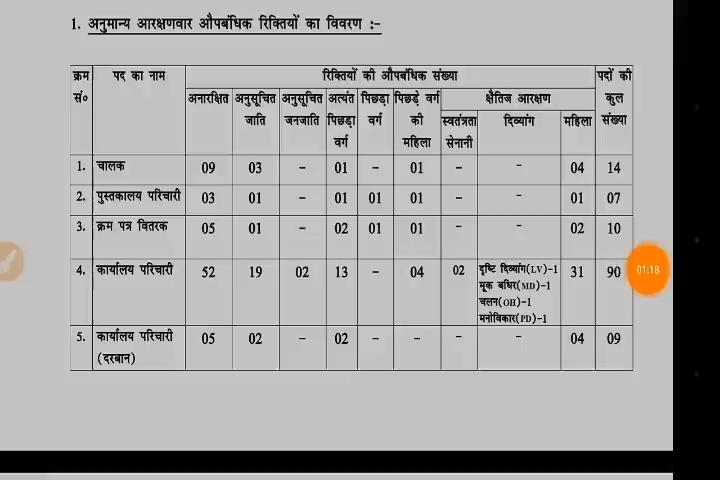 1. अनुमान्य आरक्षणवार औपबंधिक रिक्तियों का विवरण :-
क्रम सं० पद का नाम रिक्तियों की औपबंधिक संख्या पदों की कुल संख्या
अनारक्षित अनुसूचित जाति अनुसूचित जनजाति अत्यंत पिछड़ा वर्ग पिछड़ा वर्ग पिछड़े वर्ग की महिला क्षैतिज आरक्षण
स्वतंत्रता सेनानी दिव्यांग महिला
1. चालक 09 03 - 01 - 01 - - 04 14
2. पुस्तकालय परिचारी 03 01 - 01 01 01 - - 01 07
3. क्रम पत्र वितरक 05 01 - 02 01 01 - - 02 10
4. कार्यालय परिचारी 52 19 02 13 - 04 02 दृष्टि दिव्यांग(LV)-1 31 90
मूक बधिर(MD)-1
चलन(OH)-1
मनोविकार(PD)-1
5. कार्यालय परिचारी 05 02 - 02 - - - - 04 09
(दरबान)
01:18